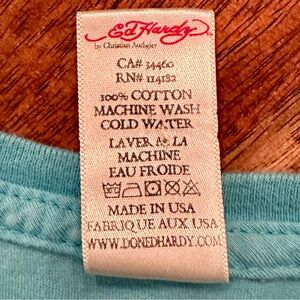 Ed Hardy
by Christian Audigier
CA# 34460
RN# 114182
100% COTTON
MACHINE WASH
COLD WATER
LAVER A LA
MACHINE
EAU FROIDE
MADE IN USA
FABRIQUE AUX USA
WWW.DONEDHARDY.COM